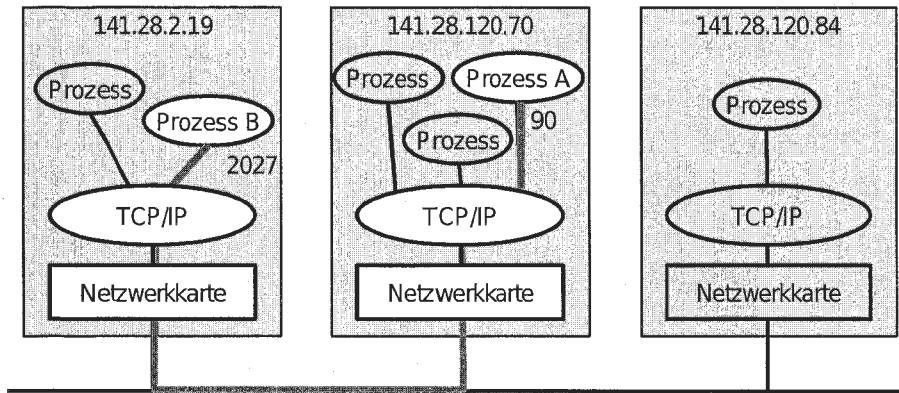 141.28.2.19
Prozess
Prozess B
2027
TCP/IP
Netzwerkkarte
141.28.120.70
Prozess
Prozess A
Prozess
90
TCP/IP
Netzwerkkarte
141.28.120.84
Prozess
TCP/IP
Netzwerkkarte